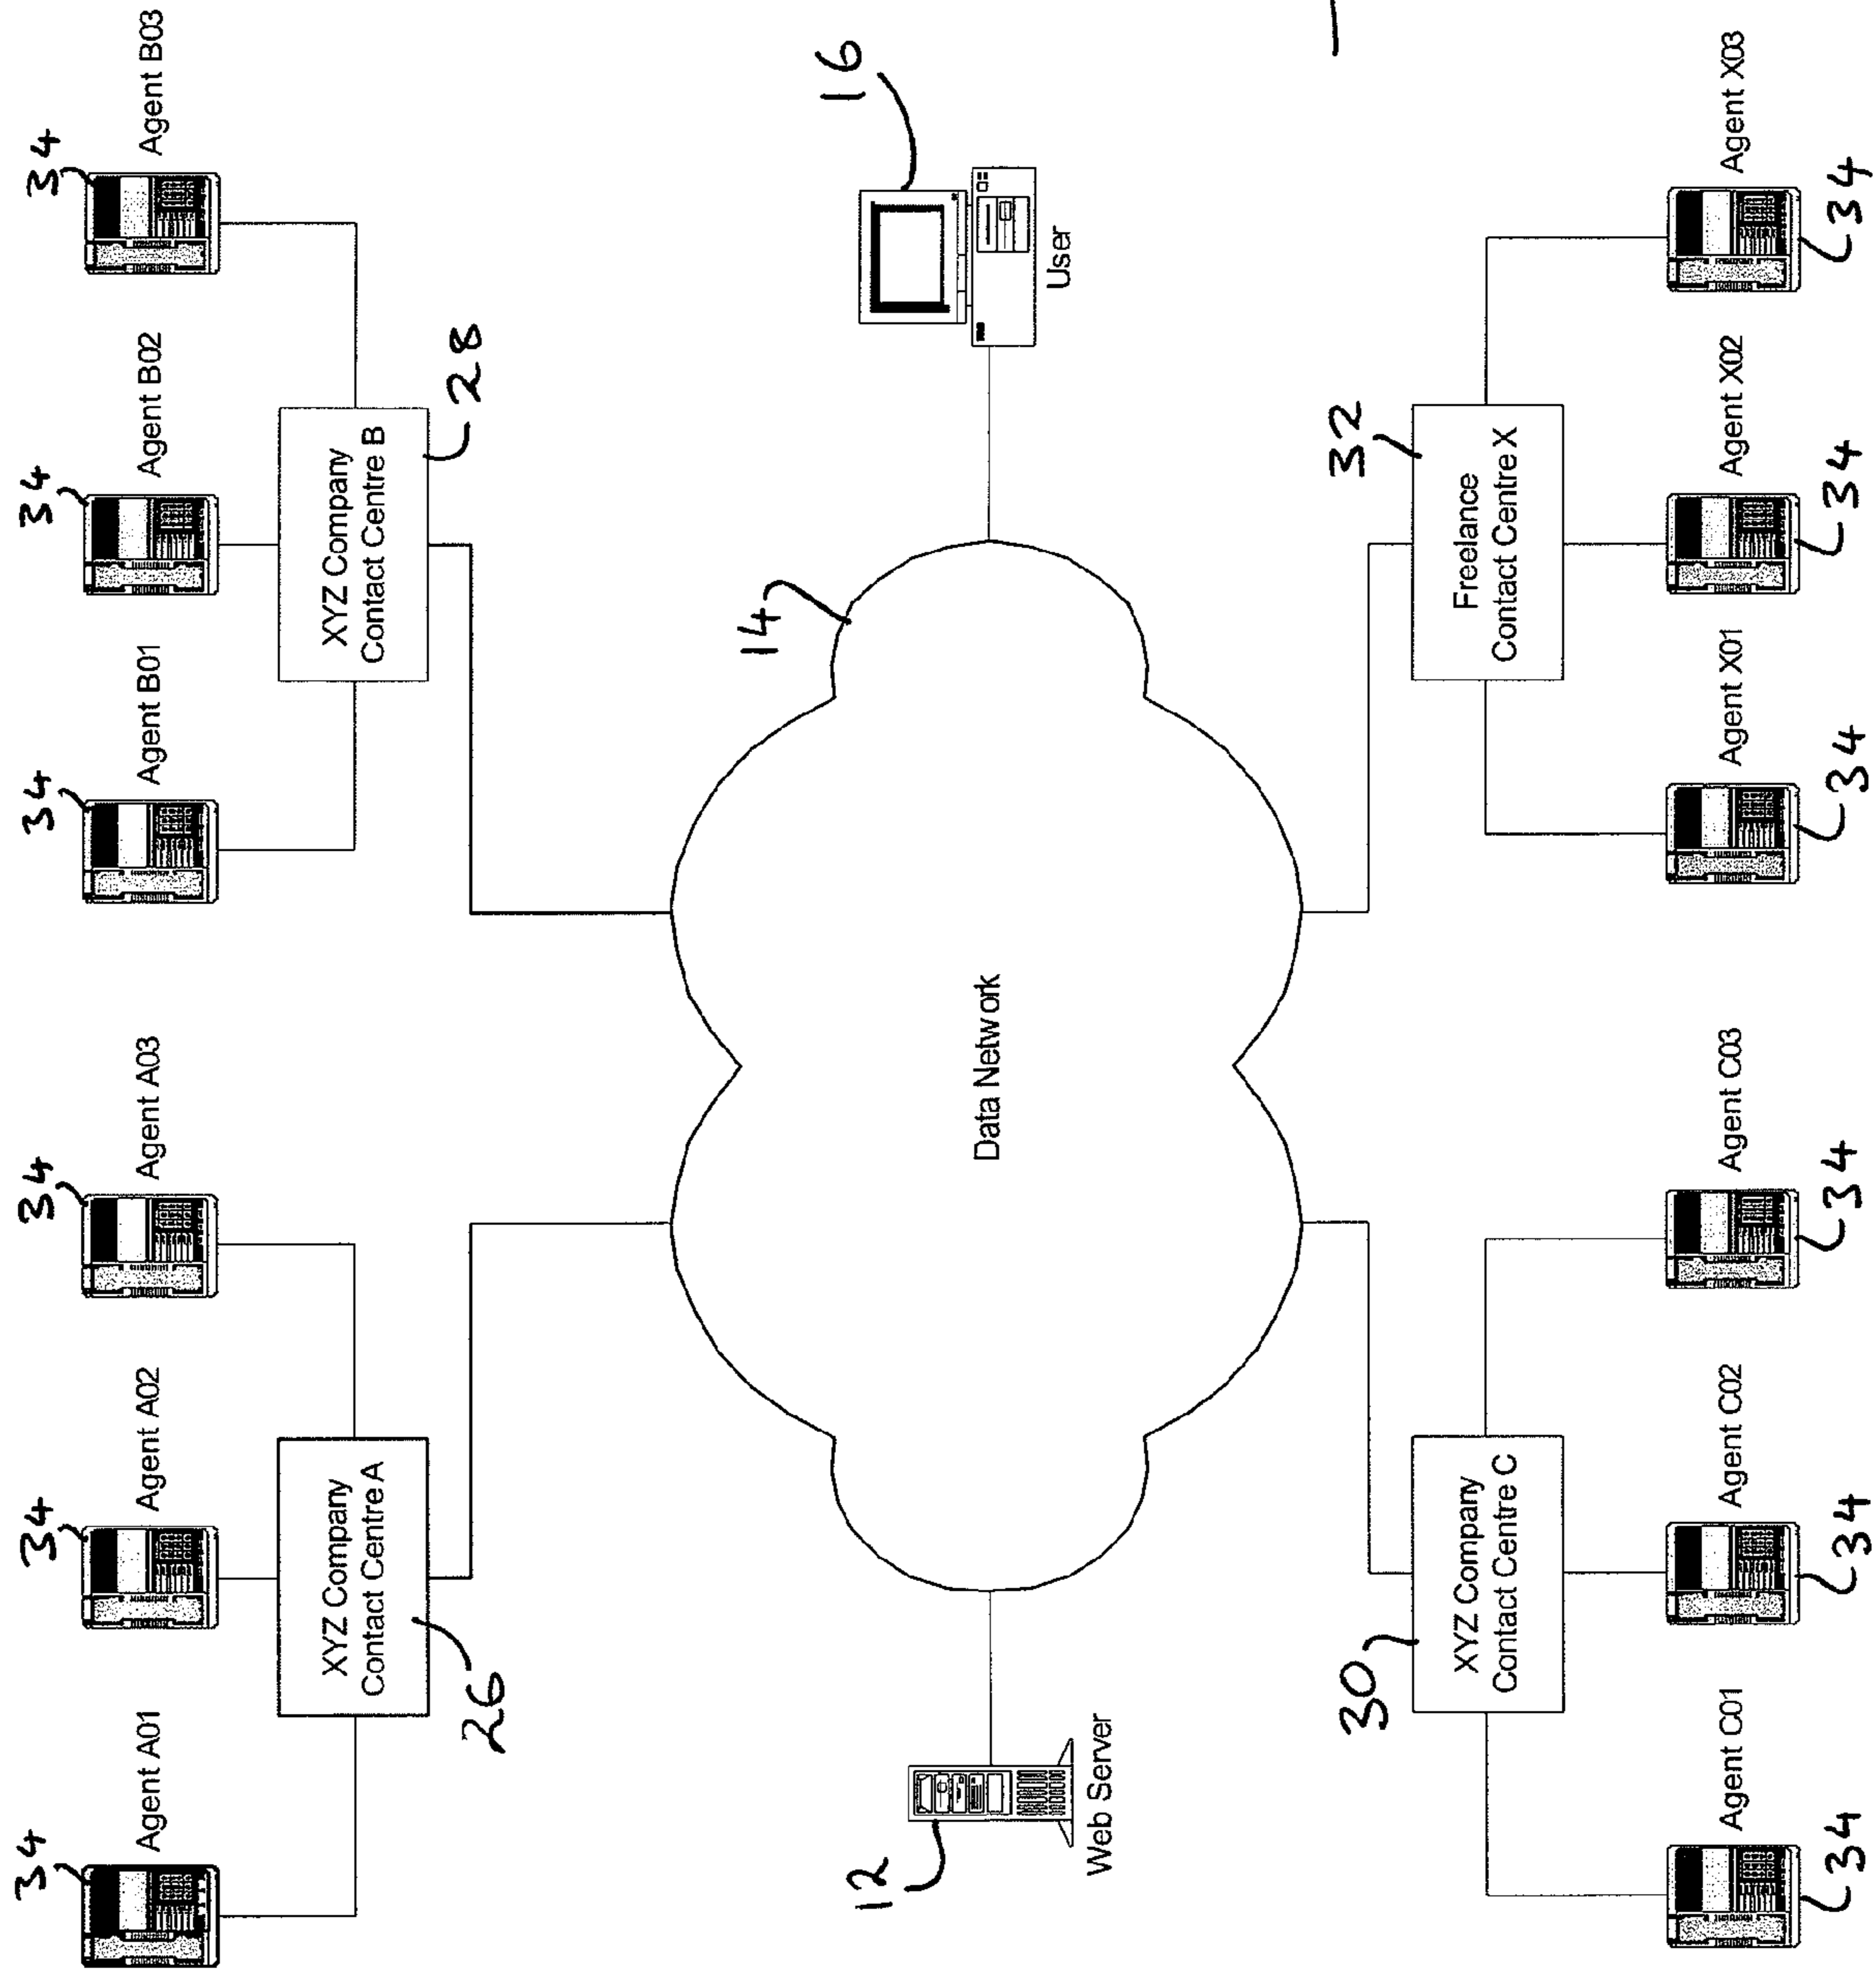 34
34
34
34
34
34
Agent A01
Agent A02
Agent A03
Agent B01
Agent B02
Agent B03
XYZ Company
Contact Centre A
XYZ Company
Contact Centre B
26
28
14
16
12
Web Server
Data Network
User
30
32
XYZ Company
Contact Centre C
Freelance
Contact Centre X
Agent C01
Agent C02
Agent C03
Agent X01
Agent X02
Agent X03
34
34
34
34
34
34